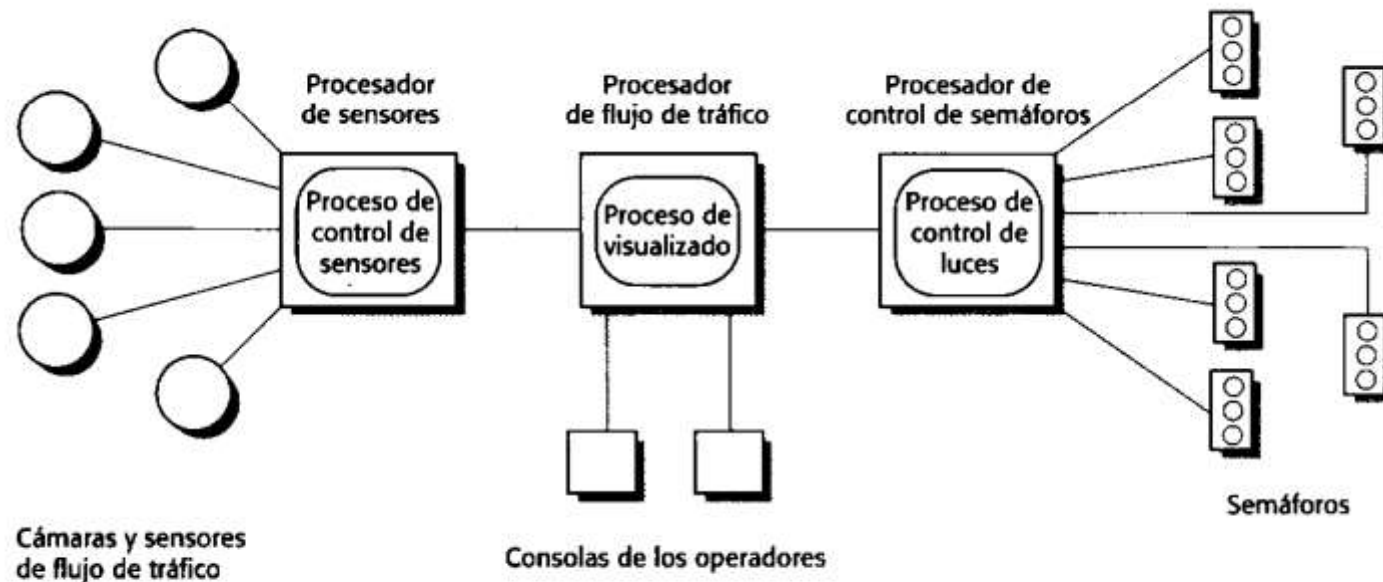 Procesador
de sensores
Procesador
de flujo de tráfico
Procesador de
control de semáforos
Proceso de
control de
sensores
Proceso de
visualizado
Proceso de
control de
luces
Semáforos
Cámaras y sensores
de flujo de tráfico
Consolas de los operadores